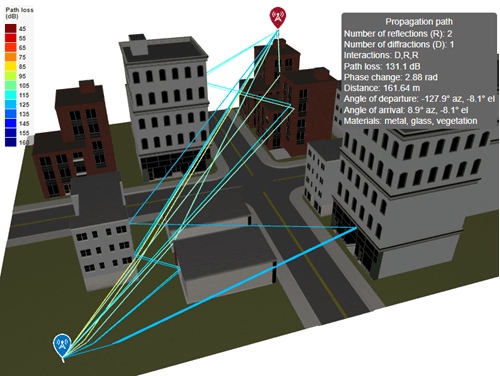 Path loss
(dB)
45
55
65
75
85
95
105
115
125
135
145
155
160
Propagation path
Number of reflections (R): 2
Number of diffractions (D): 1
Interactions: D,R,R
Path loss: 131.1 dB
Phase change: 2.88 rad
Distance: 161.64 m
Angle of departure: -127.9° az, -8.1° el
Angle of arrival: 8.9° az, -8.1° el
Materials: metal, glass, vegetation